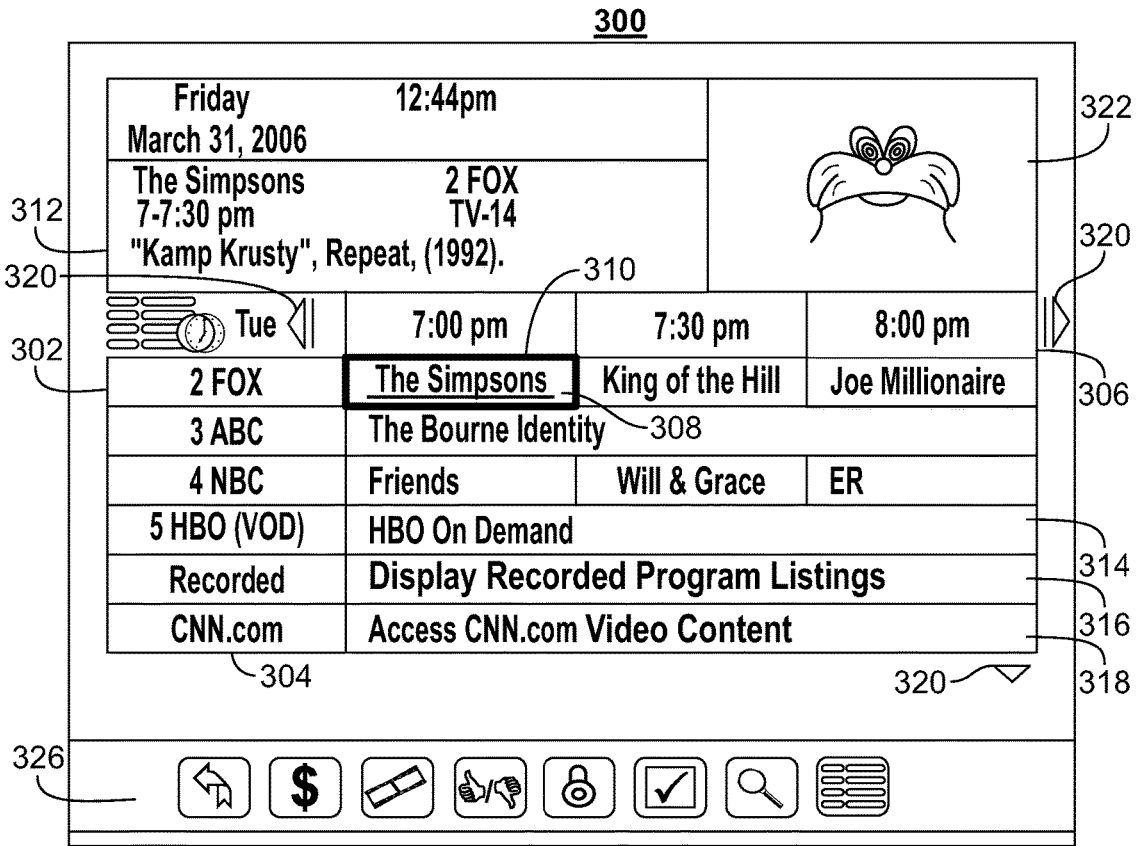 300
Friday 12:44pm
March 31, 2006
322
The Simpsons 2 FOX
7-7:30 pm TV-14
312
"Kamp Krusty", Repeat, (1992).
320
310
320
Tue 7:00 pm 7:30 pm 8:00 pm
302
2 FOX The Simpsons King of the Hill Joe Millionaire
306
3 ABC The Bourne Identity
308
4 NBC Friends Will & Grace ER
5 HBO (VOD) HBO On Demand
314
Recorded Display Recorded Program Listings
316
CNN.com Access CNN.com Video Content
304
320
318
326
$
/